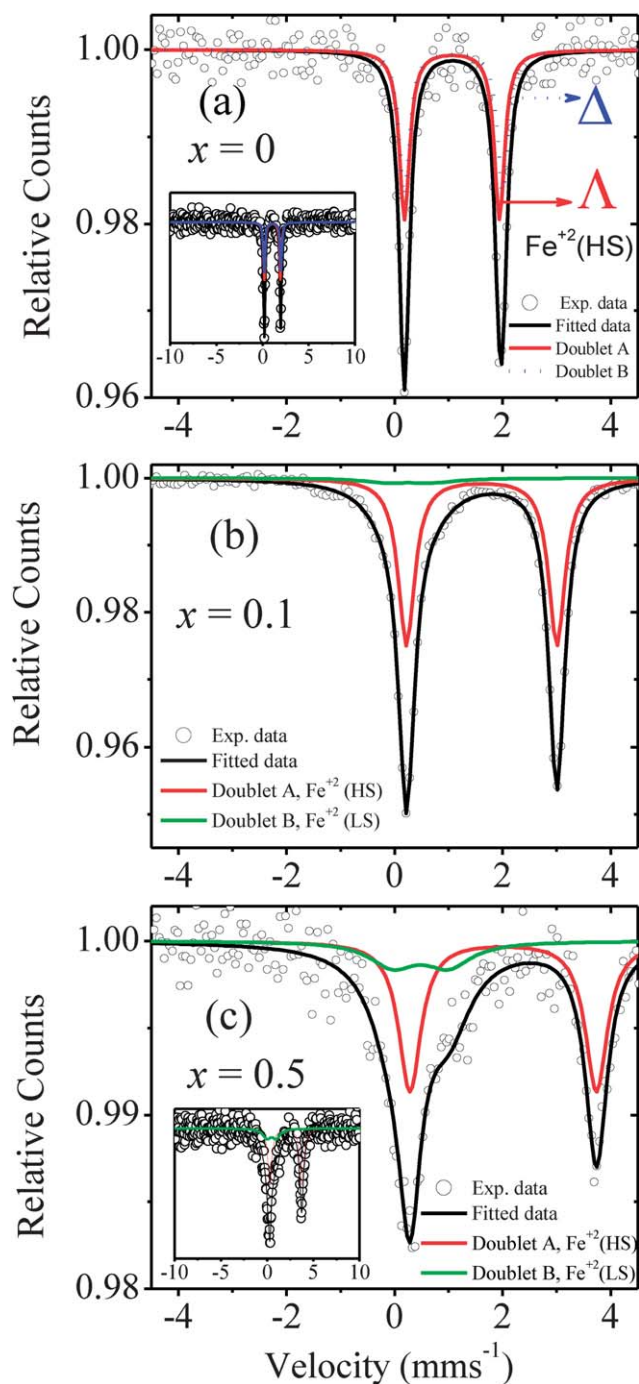 Relative Counts
1.00
0.98
0.96
(a)
x = 0
Δ
Λ
Fe⁺²(HS)
-10 -5 0 5 10
Exp. data
Fitted data
Doublet A
Doublet B
-4 -2 0 2 4
Relative Counts
1.00
0.98
0.96
(b)
x = 0.1
Exp. data
Fitted data
Doublet A, Fe⁺² (HS)
Doublet B, Fe⁺² (LS)
-4 -2 0 2 4
Relative Counts
1.00
0.99
0.98
(c)
x = 0.5
-10 -5 0 5 10
Exp. data
Fitted data
Doublet A, Fe⁺²(HS)
Doublet B, Fe⁺²(LS)
-4 -2 0 2 4
Velocity (mms⁻¹)